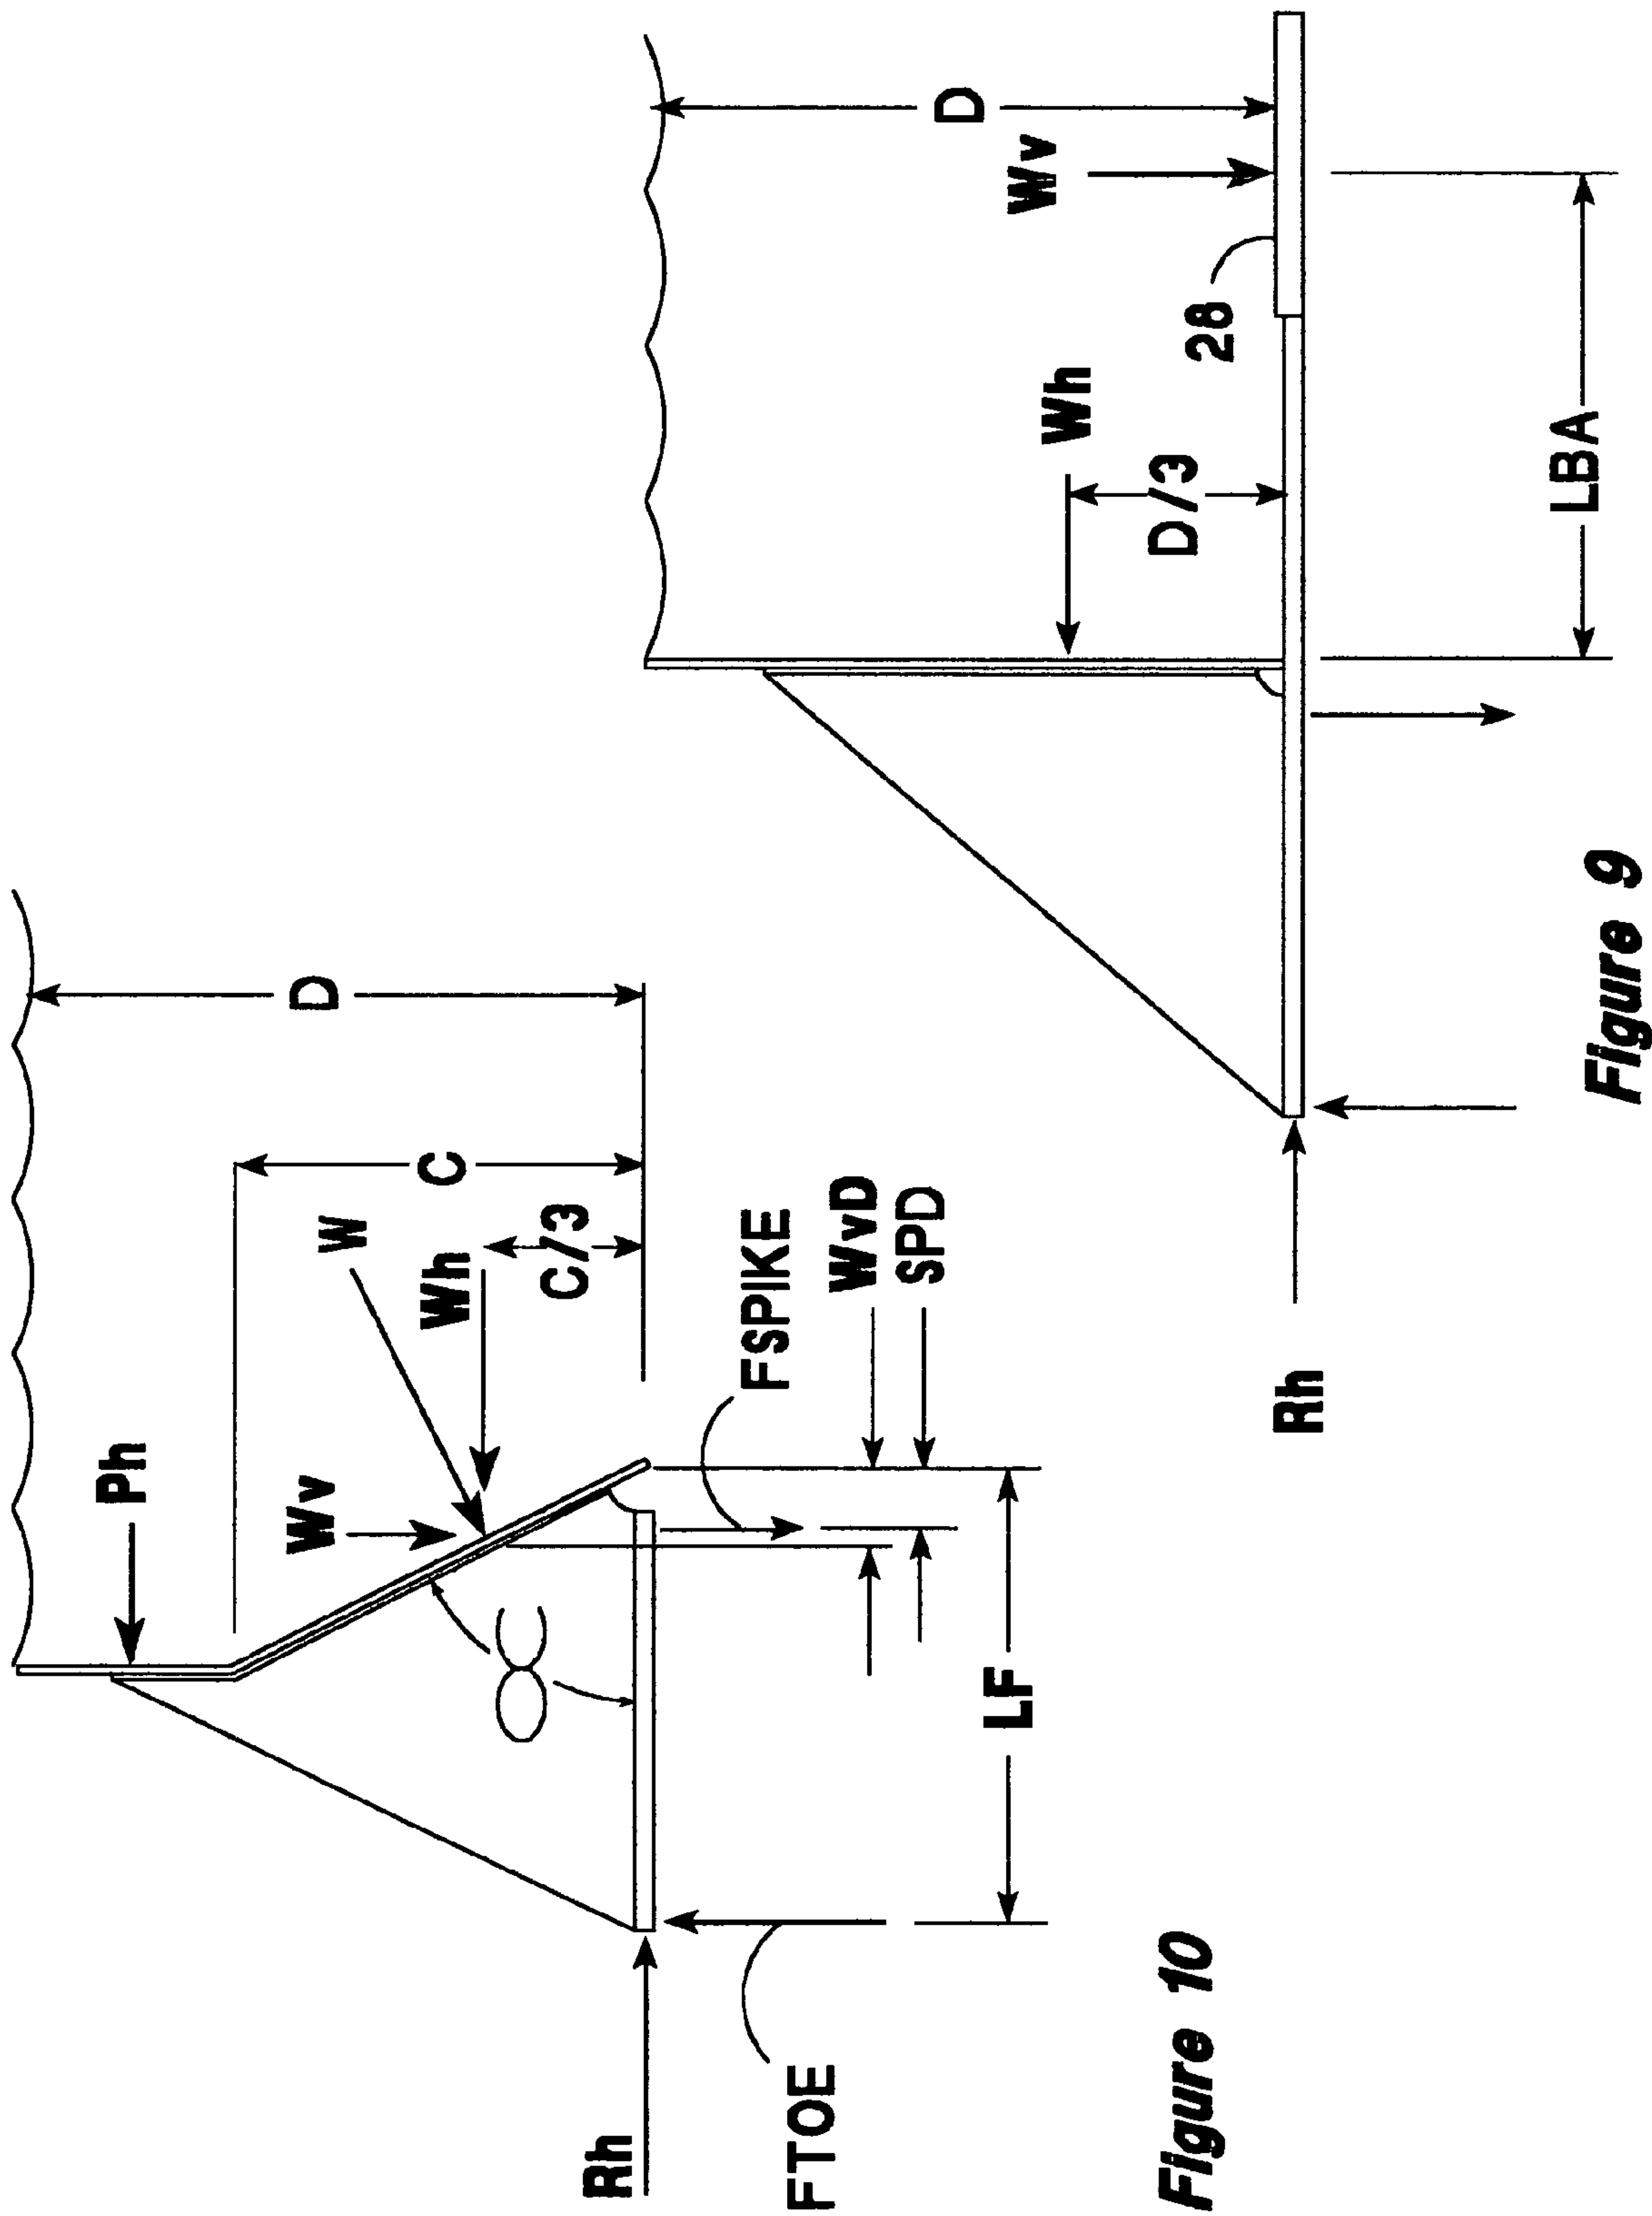 Ph
D
Wv
W
C
Wh
C/3
∝
FSPIKE
WvD
SPD
LF
Rh
FTOE
Figure 10
D
Wv
Wh
28
D/3
LBA
Rh
Figure 9